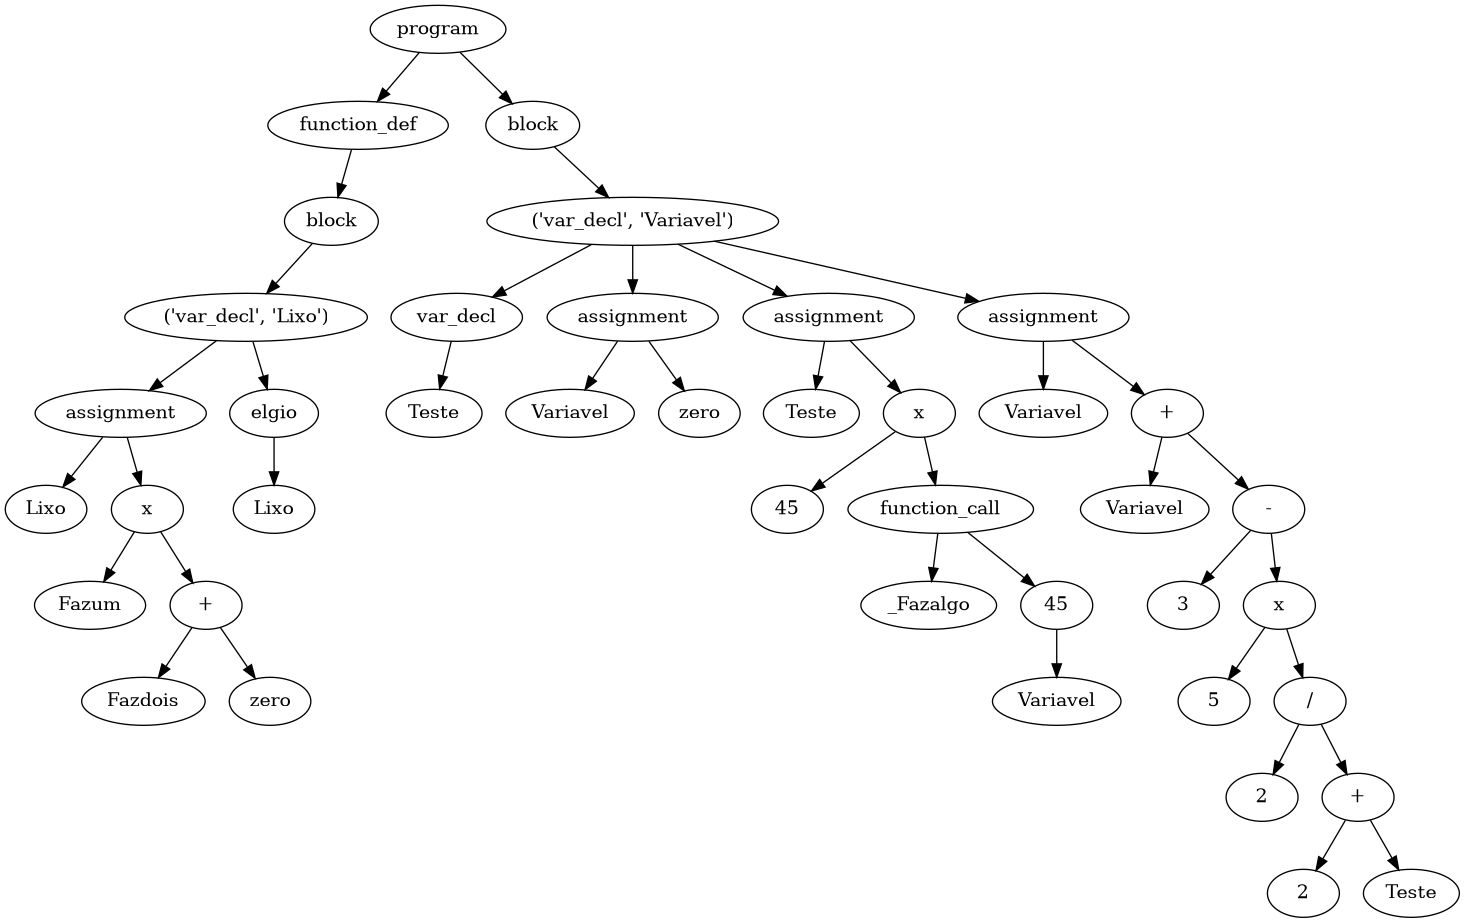 program
function_def
block
block
('var_decl', 'Variavel')
('var_decl', 'Lixo')
var_decl
assignment
assignment
assignment
assignment
elgio
Teste
Variavel
zero
Teste
x
Variavel
+
Lixo
x
Lixo
45
function_call
Variavel
-
Fazum
+
_Fazalgo
45
3
x
Fazdois
zero
Variavel
5
/
2
+
2
Teste